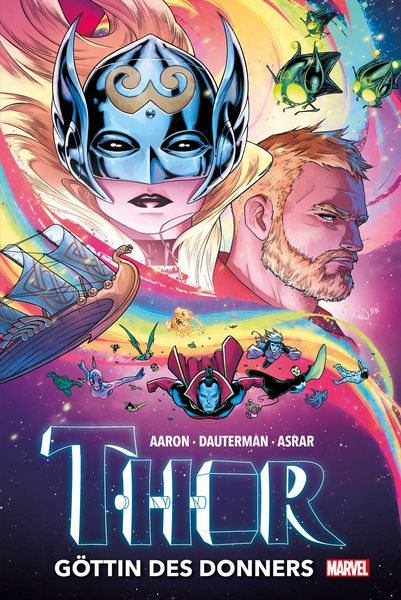 AARON · DAUTERMAN · ASRAR
THOR
GÖTTIN DES DONNERS
MARVEL